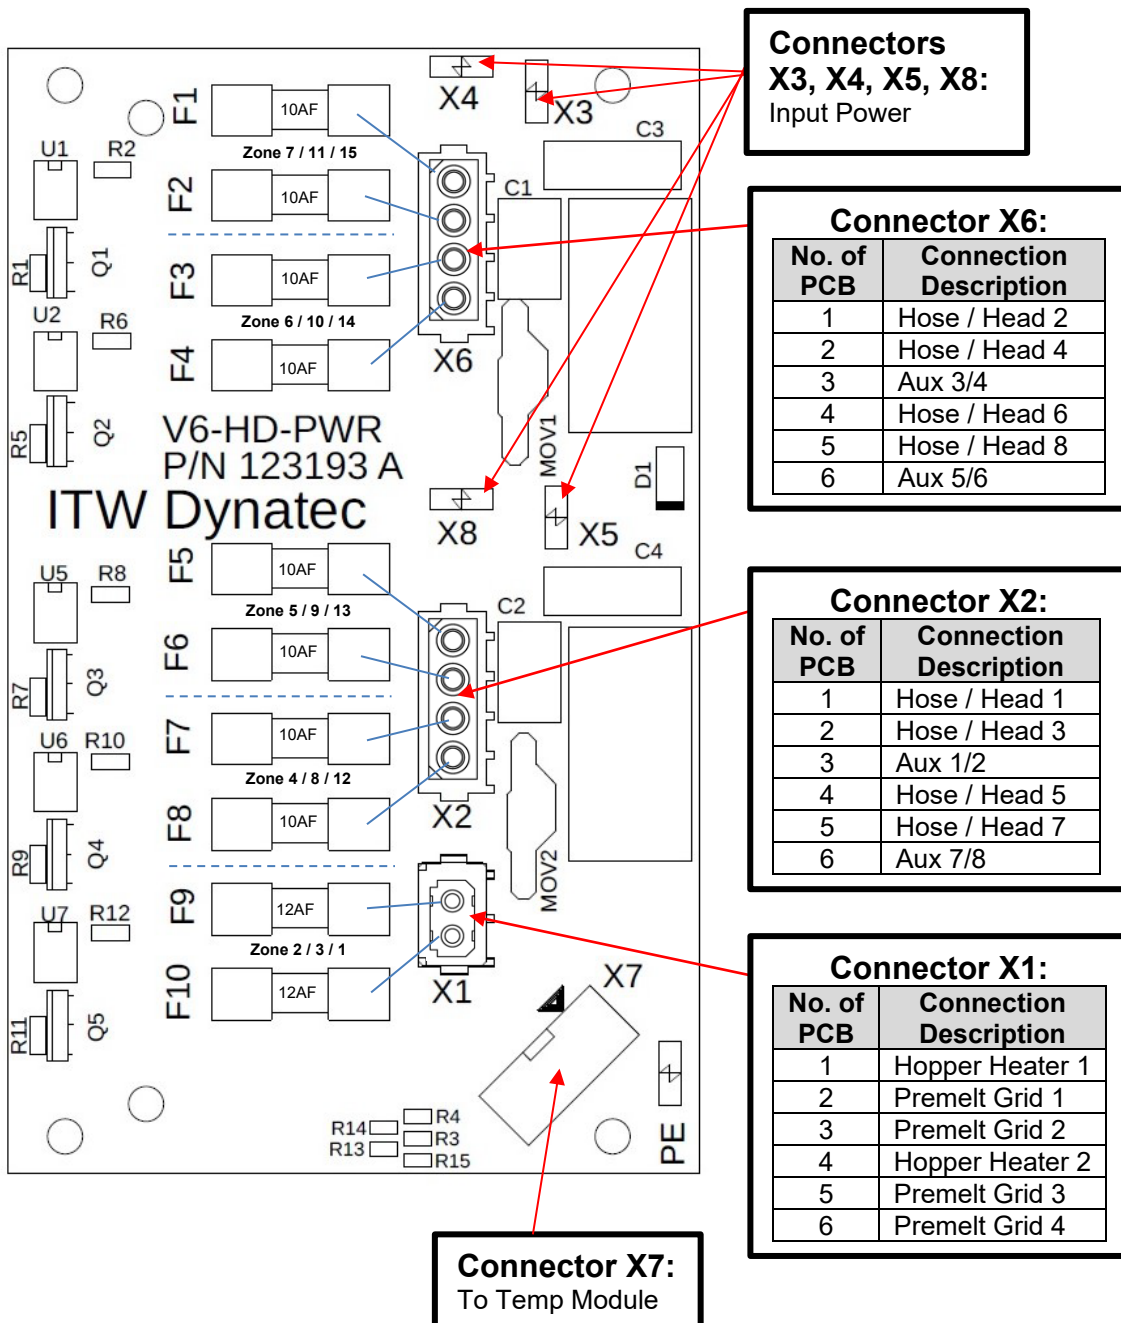 Connectors
X3, X4, X5, X8:
Input Power
X4
X3
F1
10AF
C3
U1
R2
Zone 7 / 11 / 15
C1
F2
10AF
Connector X6:
No. of PCB Connection Description
1 Hose / Head 2
2 Hose / Head 4
3 Aux 3/4
4 Hose / Head 6
5 Hose / Head 8
6 Aux 5/6
R1
Q1
F3
10AF
U2
R6
Zone 6 / 10 / 14
X6
F4
10AF
R5
Q2
V6-HD-PWR
P/N 123193 A
MOV1
D1
ITW Dynatec
X8
X5
F5
10AF
C4
U5
R8
Zone 5 / 9 / 13
C2
F6
10AF
Connector X2:
No. of PCB Connection Description
1 Hose / Head 1
2 Hose / Head 3
3 Aux 1/2
4 Hose / Head 5
5 Hose / Head 7
6 Aux 7/8
R7
Q3
F7
10AF
U6
R10
Zone 4 / 8 / 12
X2
F8
10AF
R9
Q4
MOV2
F9
12AF
U7
R12
Zone 2 / 3 / 1
X1
F10
12AF
X7
Connector X1:
No. of PCB Connection Description
1 Hopper Heater 1
2 Premelt Grid 1
3 Premelt Grid 2
4 Hopper Heater 2
5 Premelt Grid 3
6 Premelt Grid 4
R11
Q5
R4
R14
R3
R13
R15
PE
Connector X7:
To Temp Module